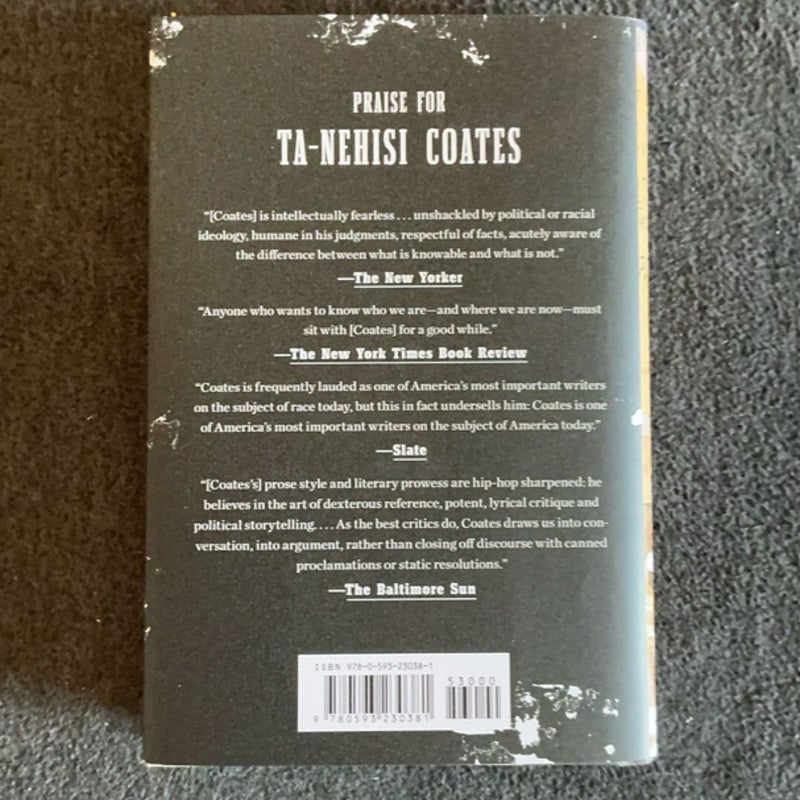 PRAISE FOR
TA-NEHISI COATES
“[Coates] is intellectually fearless . . . unshackled by political or racial
ideology, humane in his judgments, respectful of facts, acutely aware of
the difference between what is knowable and what is not.”
—The New Yorker
“Anyone who wants to know who we are—and where we are now—must
sit with [Coates] for a good while.”
—The New York Times Book Review
“Coates is frequently lauded as one of America’s most important writers
on the subject of race today, but this in fact undersells him: Coates is one
of America’s most important writers on the subject of America today.”
—Slate
“[Coates’s] prose style and literary prowess are hip-hop sharpened: he
believes in the art of dexterous reference, potent, lyrical critique and
political storytelling. . . . As the best critics do, Coates draws us into con-
versation, into argument, rather than closing off discourse with canned
proclamations or static resolutions.”
—The Baltimore Sun
ISBN 978-0-593-23038-1
53000
9 780593 230381